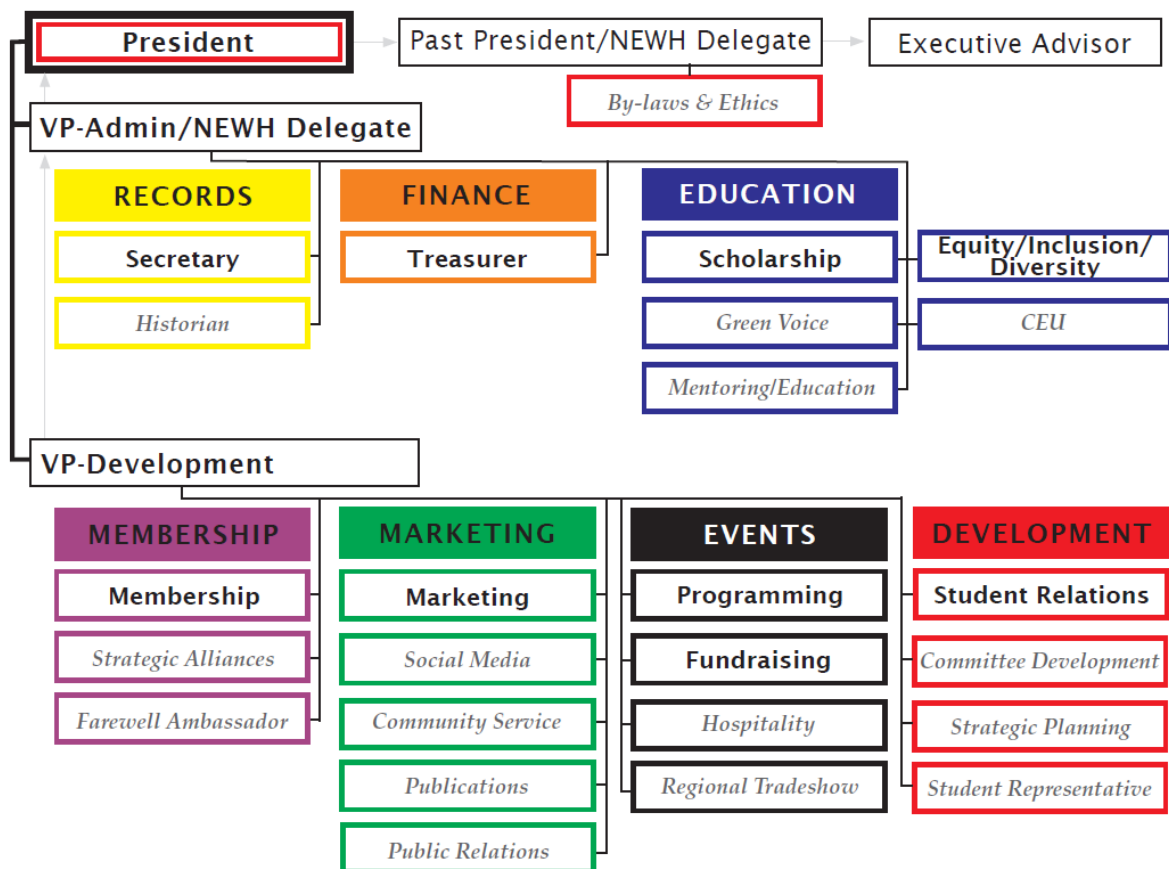 President
Past President/NEWH Delegate
Executive Advisor
By-laws & Ethics
VP-Admin/NEWH Delegate
RECORDS
FINANCE
EDUCATION
Secretary
Treasurer
Scholarship
Equity/Inclusion/
Diversity
Historian
Green Voice
CEU
Mentoring/Education
VP-Development
MEMBERSHIP
MARKETING
EVENTS
DEVELOPMENT
Membership
Marketing
Programming
Student Relations
Strategic Alliances
Social Media
Fundraising
Committee Development
Farewell Ambassador
Community Service
Hospitality
Strategic Planning
Publications
Regional Tradeshow
Student Representative
Public Relations